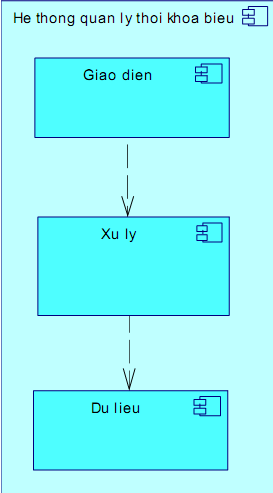 He thong quan ly thoi khoa bieu
Giao dien
Xu ly
Du lieu